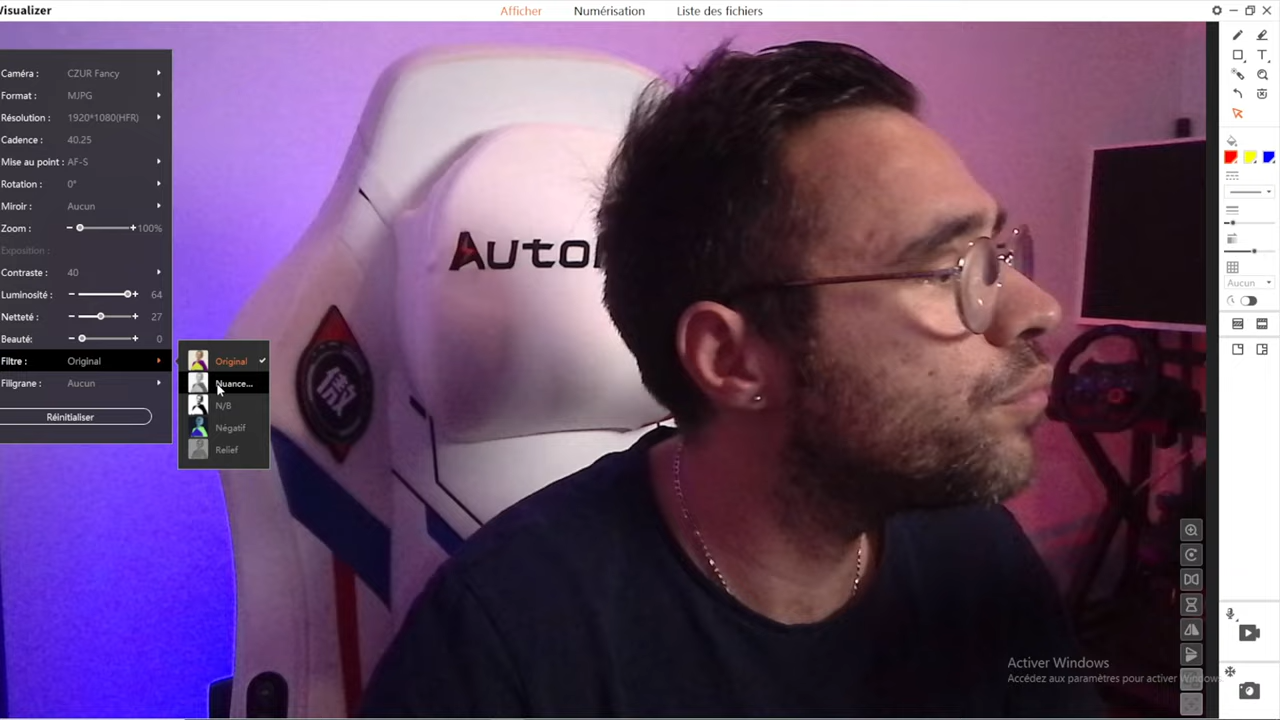 Visualizer
Afficher
Numérisation
Liste des fichiers
Caméra : CZUR Fancy
Format : MJPG
Résolution : 1920*1080(HFR)
Cadence : 40.25
Mise au point : AF-S
Rotation : 0°
Miroir : Aucun
Zoom : 100%
Exposition :
Contraste : 40
Luminosité : 64
Netteté : 27
Beauté: 0
Filtre : Original
Filigrane : Aucun
Réinitialiser
Original
Nuance...
N/B
Négatif
Relief
Auto
微
T
Aucun
Activer Windows
Accédez aux paramètres pour activer Windows.